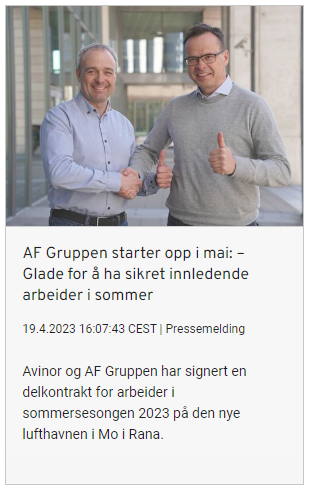 AF Gruppen starter opp i mai: –
Glade for å ha sikret innledende
arbeider i sommer
19.4.2023 16:07:43 CEST | Pressemelding
Avinor og AF Gruppen har signert en
delkontrakt for arbeider i
sommersesongen 2023 på den nye
lufthavnen i Mo i Rana.